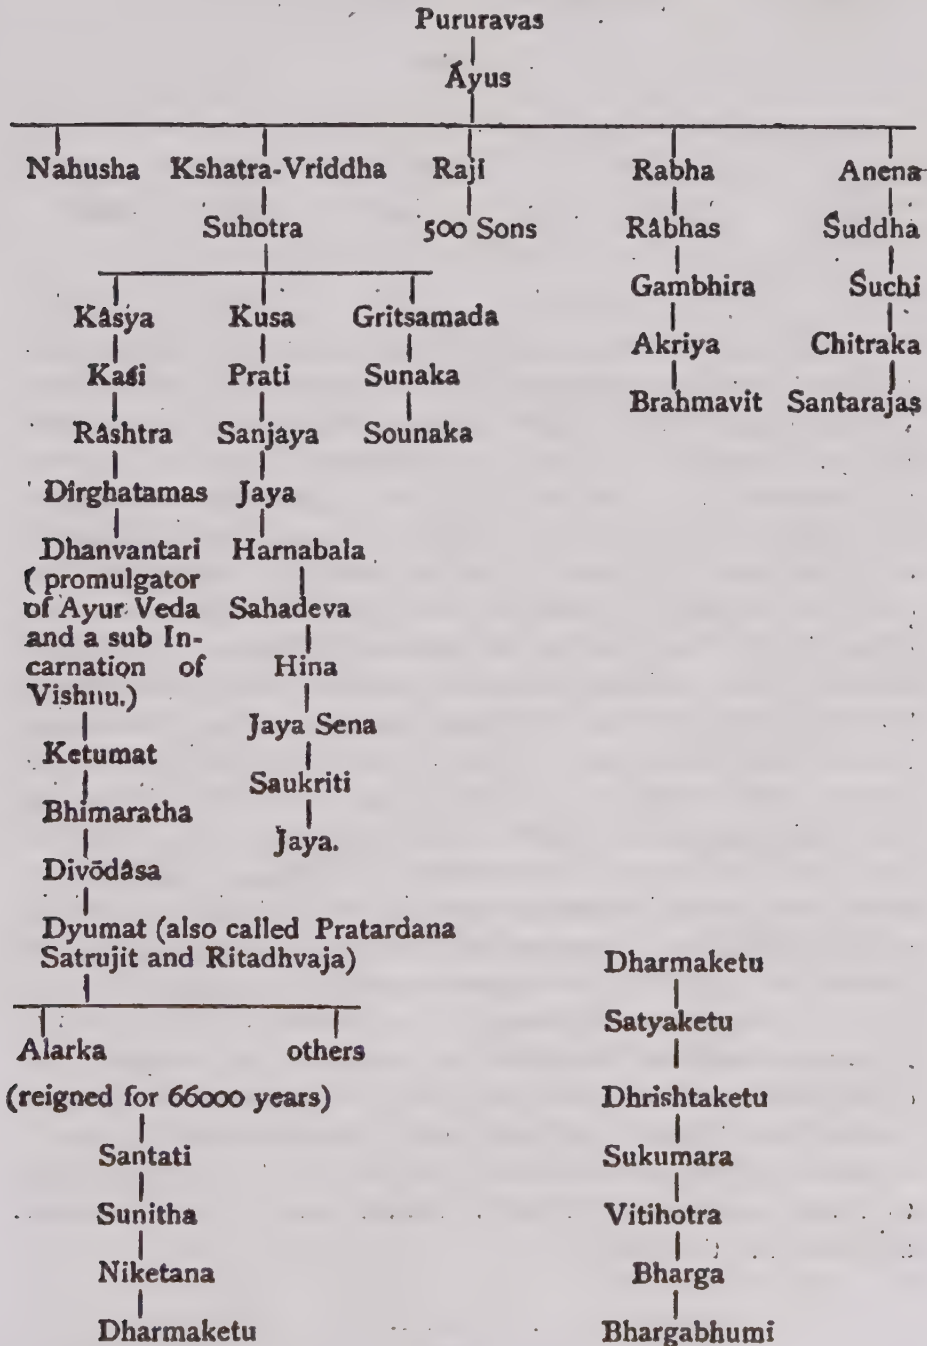 Pururavas
Áyus
Nahusha Kshatra-Vriddha Raji Rabha Anena
Suhotra 500 Sons Râbhas Śuddha
Gambhira Śuchi
Kâsya Kusa Gritsamada Akriya Chitraka
Kasi Prati Sunaka Brahmavit Santarajas
Râshtra Sanjaya Sounaka
Dirghatamas Jaya
Dhanvantari Harnabala
( promulgator
of Ayur Veda Sahadeva
and a sub In-
carnation of Hina
Vishnu.)
Jaya Sena
Ketumat
Saukriti
Bhimaratha
Jaya.
Divōdâsa
Dyumat (also called Pratardana
Satrujit and Ritadhvaja) Dharmaketu
Satyaketu
Alarka others
(reigned for 66000 years) Dhrishtaketu
Santati Sukumara
Sunitha Vitihotra
Niketana Bharga
Dharmaketu Bhargabhumi